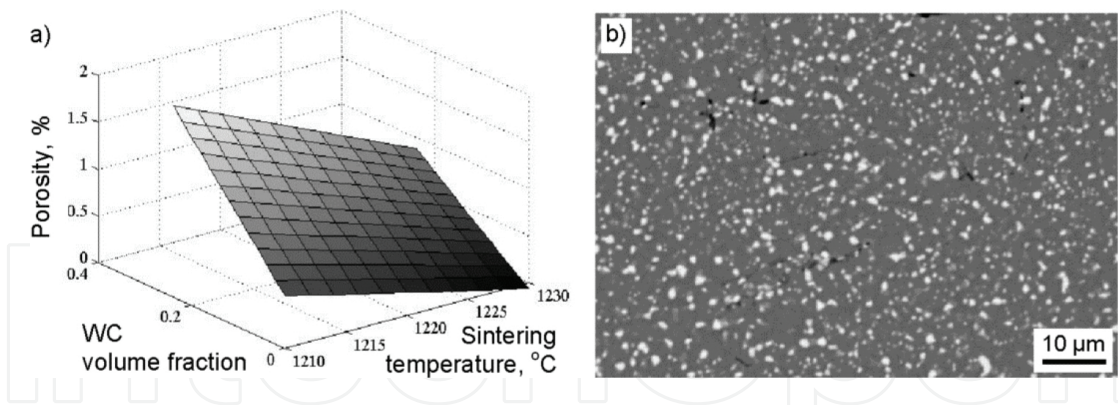 a)
2
1.5
1
0.5
0
Porosity, %
0.4
0.2
0
WC
volume fraction
1210
1215
1220
1225
1230
Sintering
temperature, °C
b)
10 µm